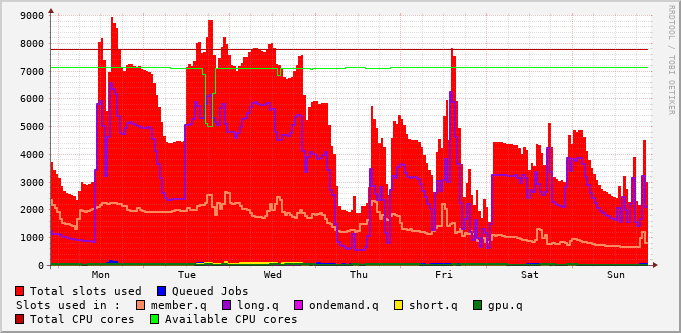 9000
8000
7000
6000
5000
4000
3000
2000
1000
0
Mon Tue Wed Thu Fri Sat Sun
RRDTOOL / TOBI OETIKER
Total slots used Queued Jobs
Slots used in : member.q long.q ondemand.q short.q gpu.q
Total CPU cores Available CPU cores